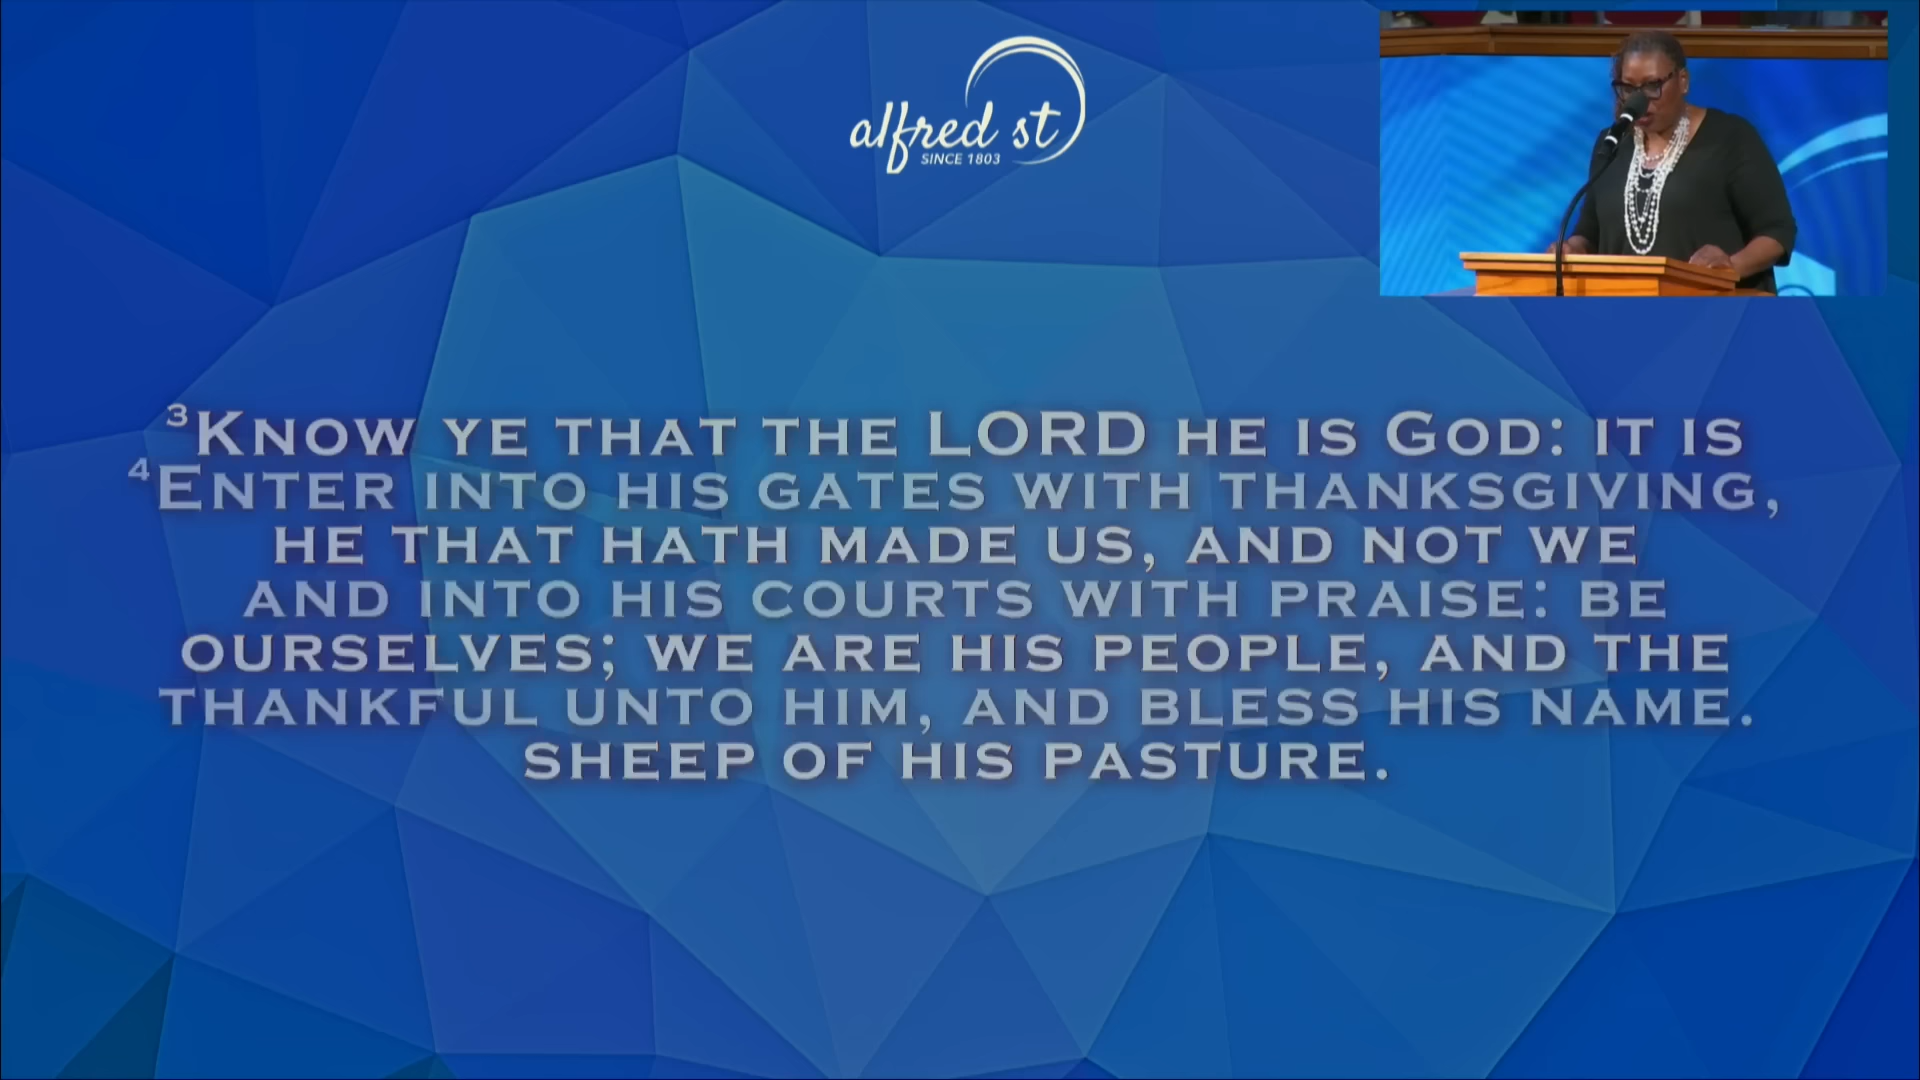 alfred st
SINCE 1803
³KNOW YE THAT THE LORD HE IS GOD: IT IS
⁴ENTER INTO HIS GATES WITH THANKSGIVING,
HE THAT HATH MADE US, AND NOT WE
AND INTO HIS COURTS WITH PRAISE: BE
OURSELVES; WE ARE HIS PEOPLE, AND THE
THANKFUL UNTO HIM, AND BLESS HIS NAME.
SHEEP OF HIS PASTURE.